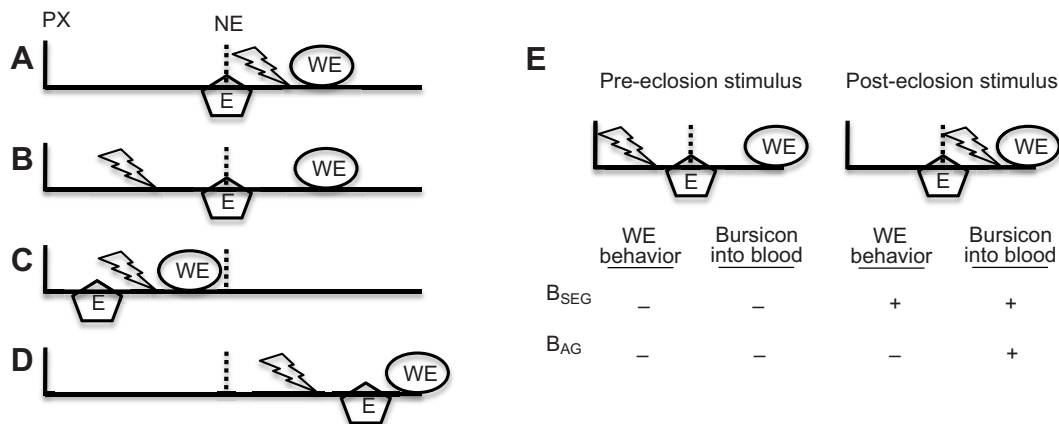 PX
NE
A
WE
E
B
WE
E
C
WE
E
D
WE
E
E
Pre-eclosion stimulus
Post-eclosion stimulus
WE
E
WE
E
WE behavior
Bursicon into blood
WE behavior
Bursicon into blood
BSEG – – + +
BAG – – – +